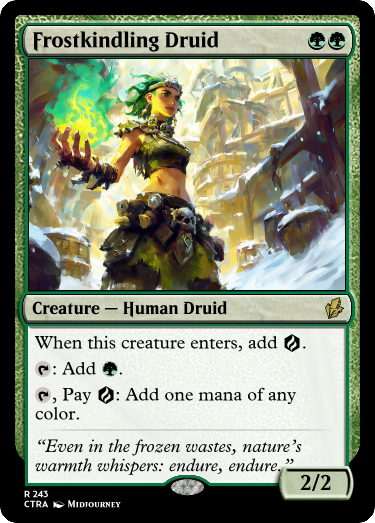 Frostkindling Druid
Creature — Human Druid
When this creature enters, add .
: Add .
, Pay : Add one mana of any
color.
“Even in the frozen wastes, nature’s
warmth whispers: endure, endure.”
2/2
R 243
CTRA Midjourney